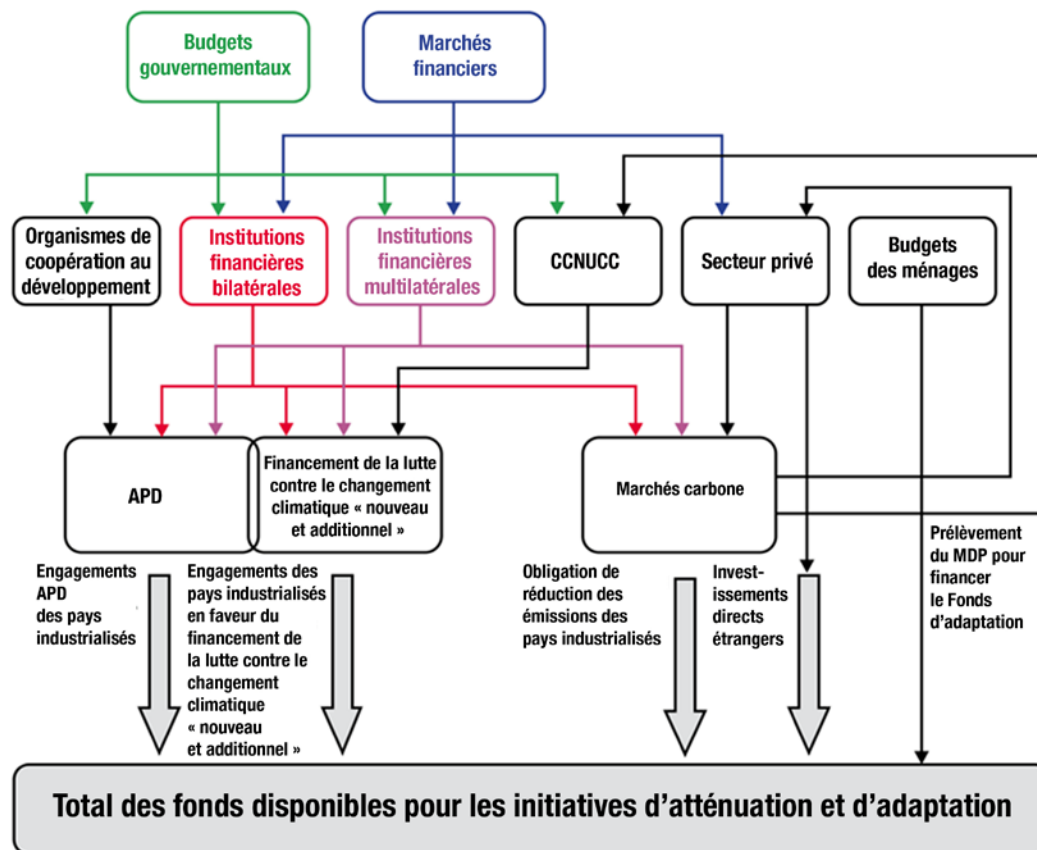 Budgets
gouvernementaux
Marchés
financiers
Organismes de
coopération au
développement
Institutions
financières
bilatérales
Institutions
financières
multilatérales
CCNUCC
Secteur privé
Budgets
des ménages
APD
Financement de la lutte
contre le changement
climatique « nouveau
et additionnel »
Marchés carbone
Engagements
APD
des pays
industrialisés
Engagements des
pays industrialisés
en faveur du
financement de
la lutte contre le
changement
climatique
« nouveau
et additionnel »
Obligation de
réduction des
émissions des
pays industrialisés
Invest-
issements
directs
étrangers
Prélèvement
du MDP pour
financer
le Fonds
d'adaptation
Total des fonds disponibles pour les initiatives d'atténuation et d'adaptation